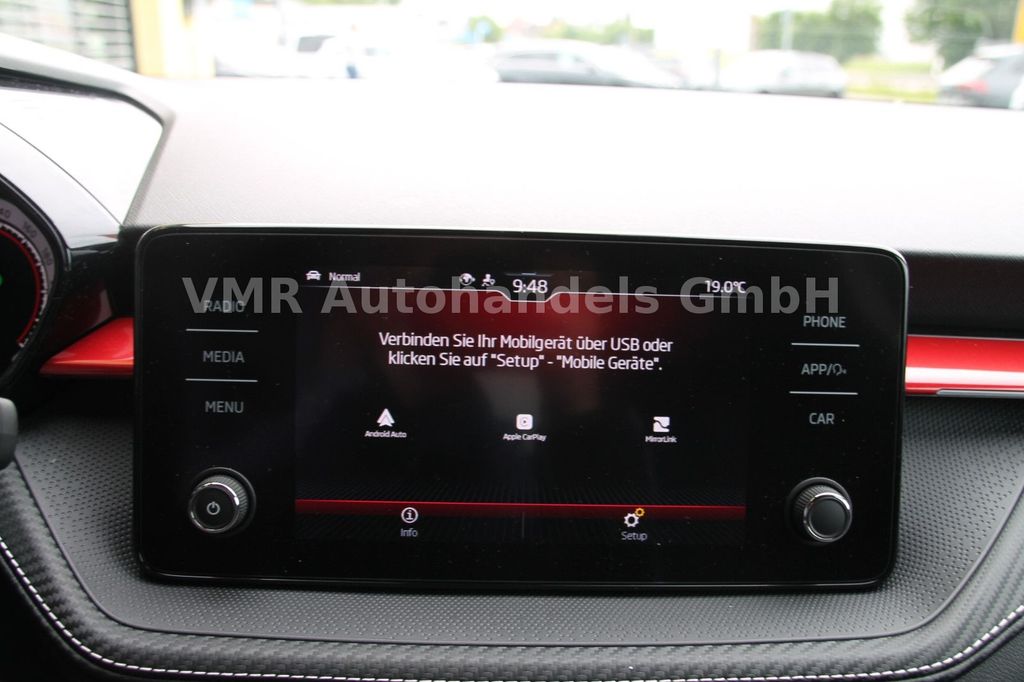 VMR Autohandels GmbH
Normal
9:48
19.0°C
RADIO
MEDIA
MENU
PHONE
APP/
CAR
Verbinden Sie Ihr Mobilgerät über USB oder
klicken Sie auf "Setup" - "Mobile Geräte".
Android Auto
Apple CarPlay
MirrorLink
Info
Setup